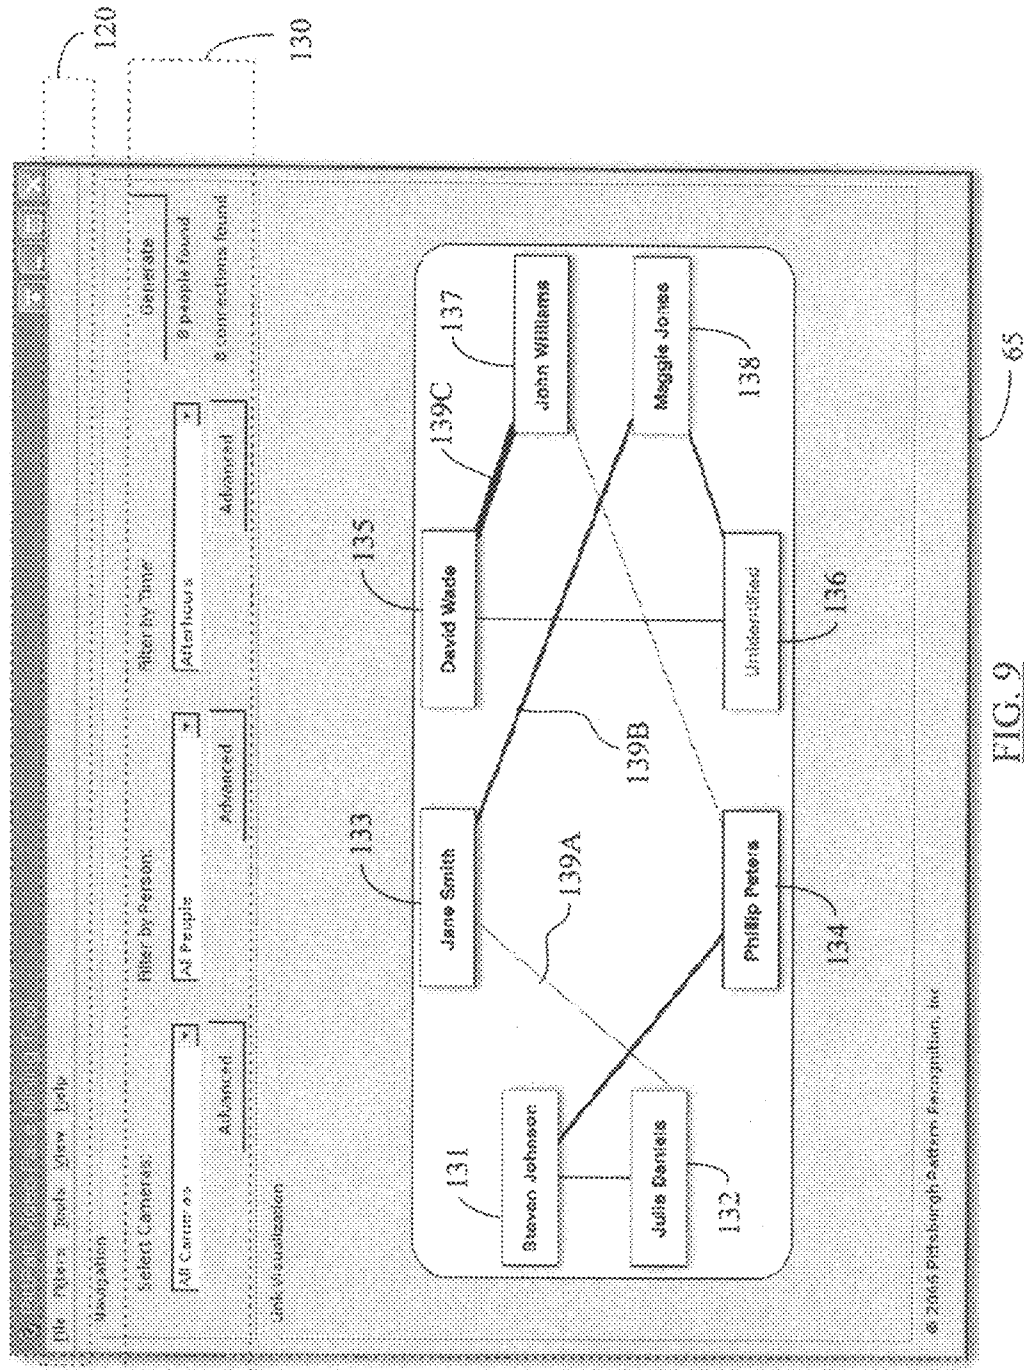 120
130
File Filters Tools View Help
Navigation
Select Cameras:
Filter by Person:
Filter by Time:
Generate
All Cameras
All People
Afterhours
people found
Advanced
Advanced
Advanced
8 connections found
Link Visualization
133
135
Jane Smith
David Wade
139C
137
131
Steven Johnson
John Williams
139A
139B
Julie Daniels
Maggie Jones
132
138
Phillip Peters
Unidentified
134
136
© 2005 Pittsburgh Pattern Recognition, Inc
65
FIG. 9